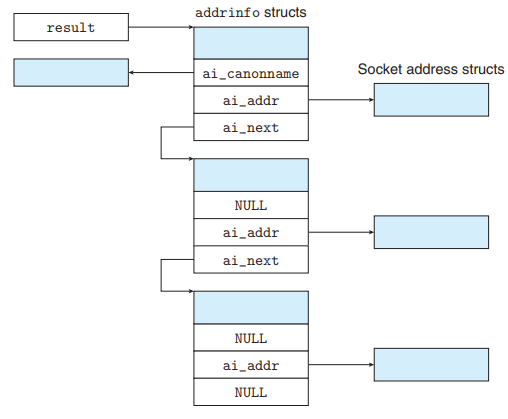 addrinfo structs
result
ai_canonname
Socket address structs
ai_addr
ai_next
NULL
ai_addr
ai_next
NULL
ai_addr
NULL